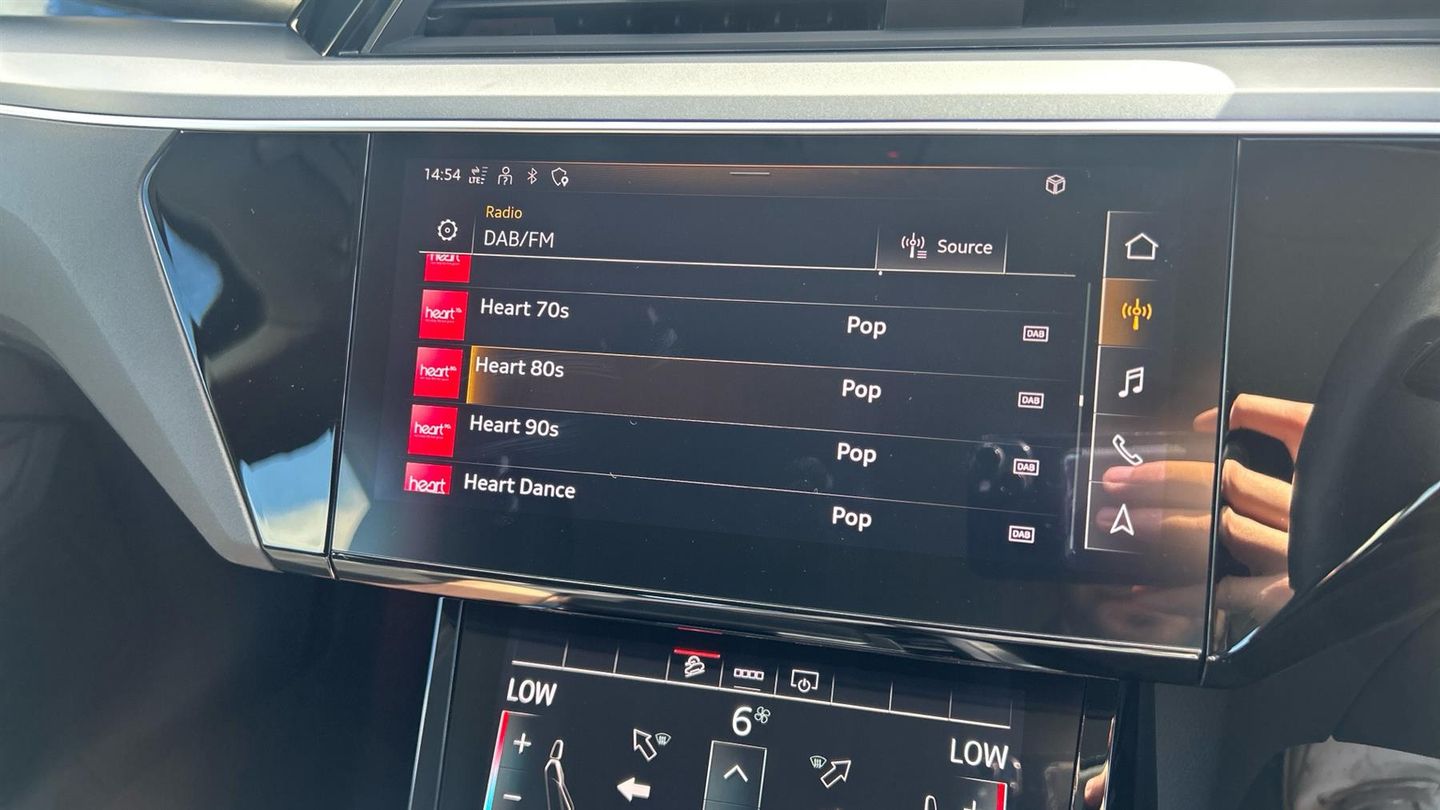 14:54 LTE
Radio
DAB/FM
Source
heart
heart
Heart 70s
Pop
DAB
heart
Heart 80s
Pop
DAB
heart
Heart 90s
Pop
DAB
heart
Heart Dance
Pop
DAB
LOW
6
LOW
+
-
+